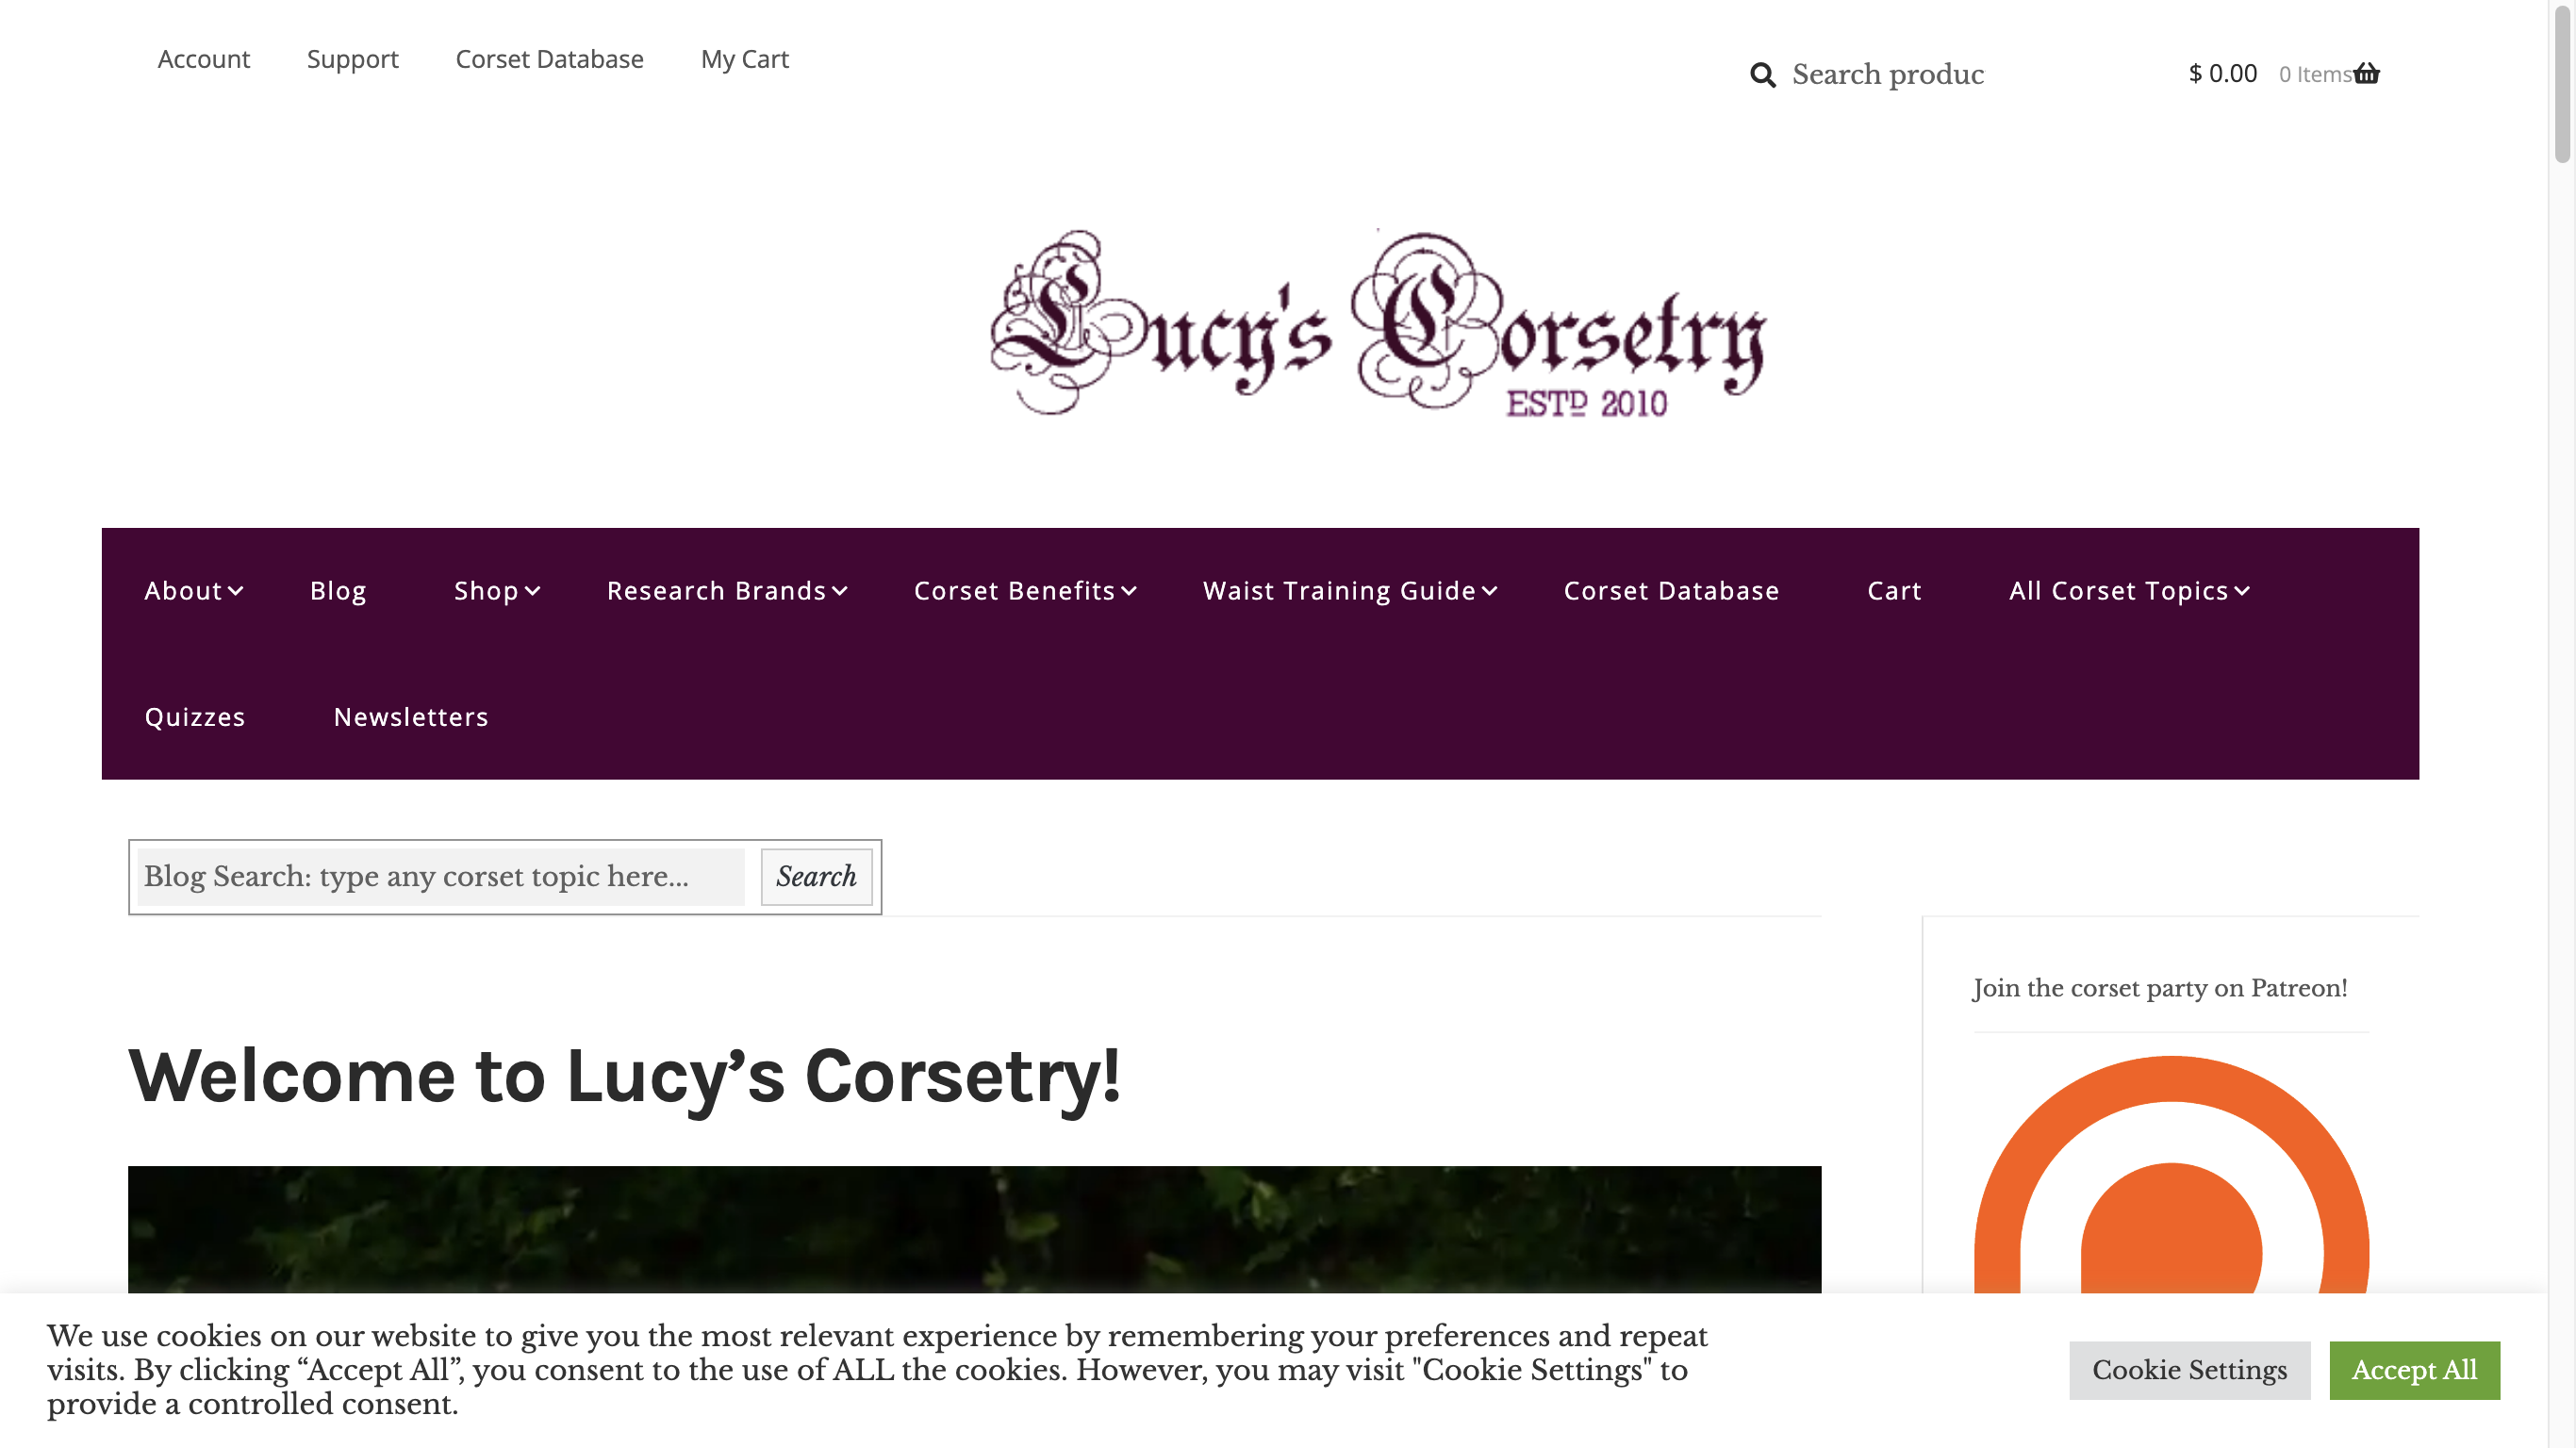 Account Support Corset Database My Cart
Search produc
$ 0.00 0 Items
Lucy's Corsetry
ESTD 2010
About Blog Shop Research Brands Corset Benefits Waist Training Guide Corset Database Cart All Corset Topics
Quizzes Newsletters
Blog Search: type any corset topic here... Search
Join the corset party on Patreon!
Welcome to Lucy’s Corsetry!
We use cookies on our website to give you the most relevant experience by remembering your preferences and repeat
visits. By clicking “Accept All”, you consent to the use of ALL the cookies. However, you may visit "Cookie Settings" to
provide a controlled consent.
Cookie Settings Accept All